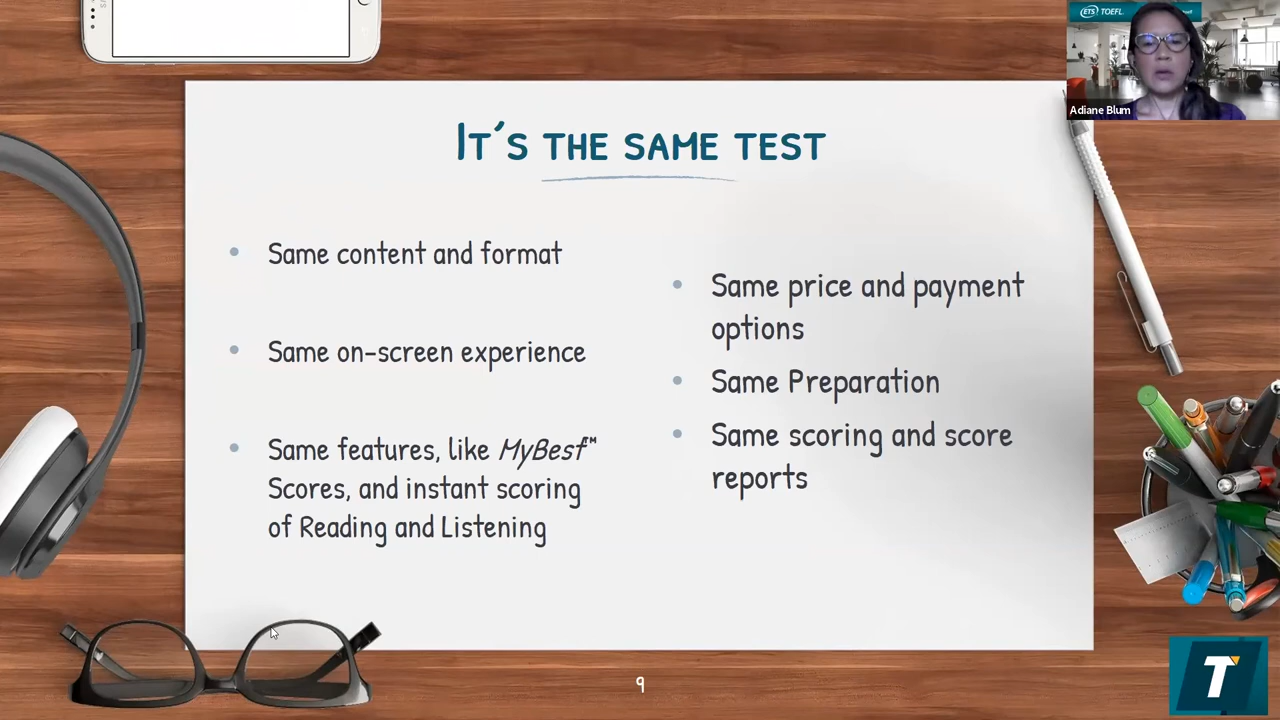 ETS TOEFL
Adiane Blum
It´s the same test
• Same content and format
• Same on-screen experience
• Same features, like MyBest™
Scores, and instant scoring
of Reading and Listening
• Same price and payment
options
• Same Preparation
• Same scoring and score
reports
9
T